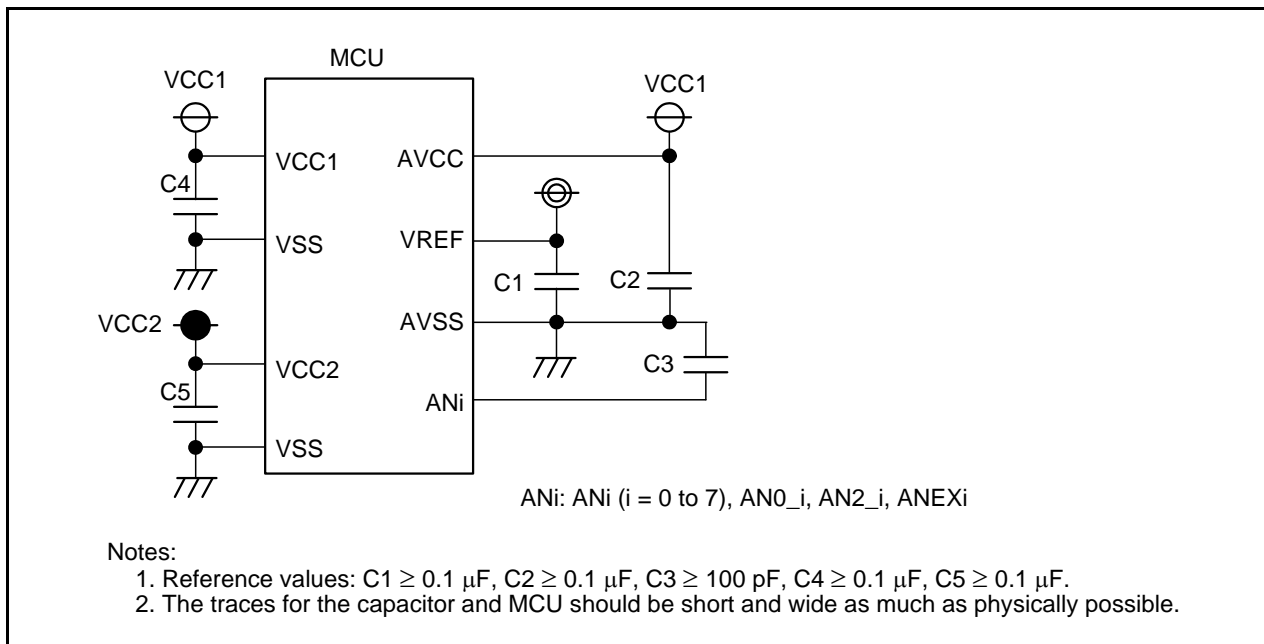 MCU
VCC1
VCC1
VCC1
AVCC
C4
VREF
VSS
C1
C2
VCC2
AVSS
C3
VCC2
C5
ANi
VSS
ANi: ANi (i = 0 to 7), AN0_i, AN2_i, ANEXi
Notes:
1. Reference values: C1 ≥ 0.1 μF, C2 ≥ 0.1 μF, C3 ≥ 100 pF, C4 ≥ 0.1 μF, C5 ≥ 0.1 μF.
2. The traces for the capacitor and MCU should be short and wide as much as physically possible.